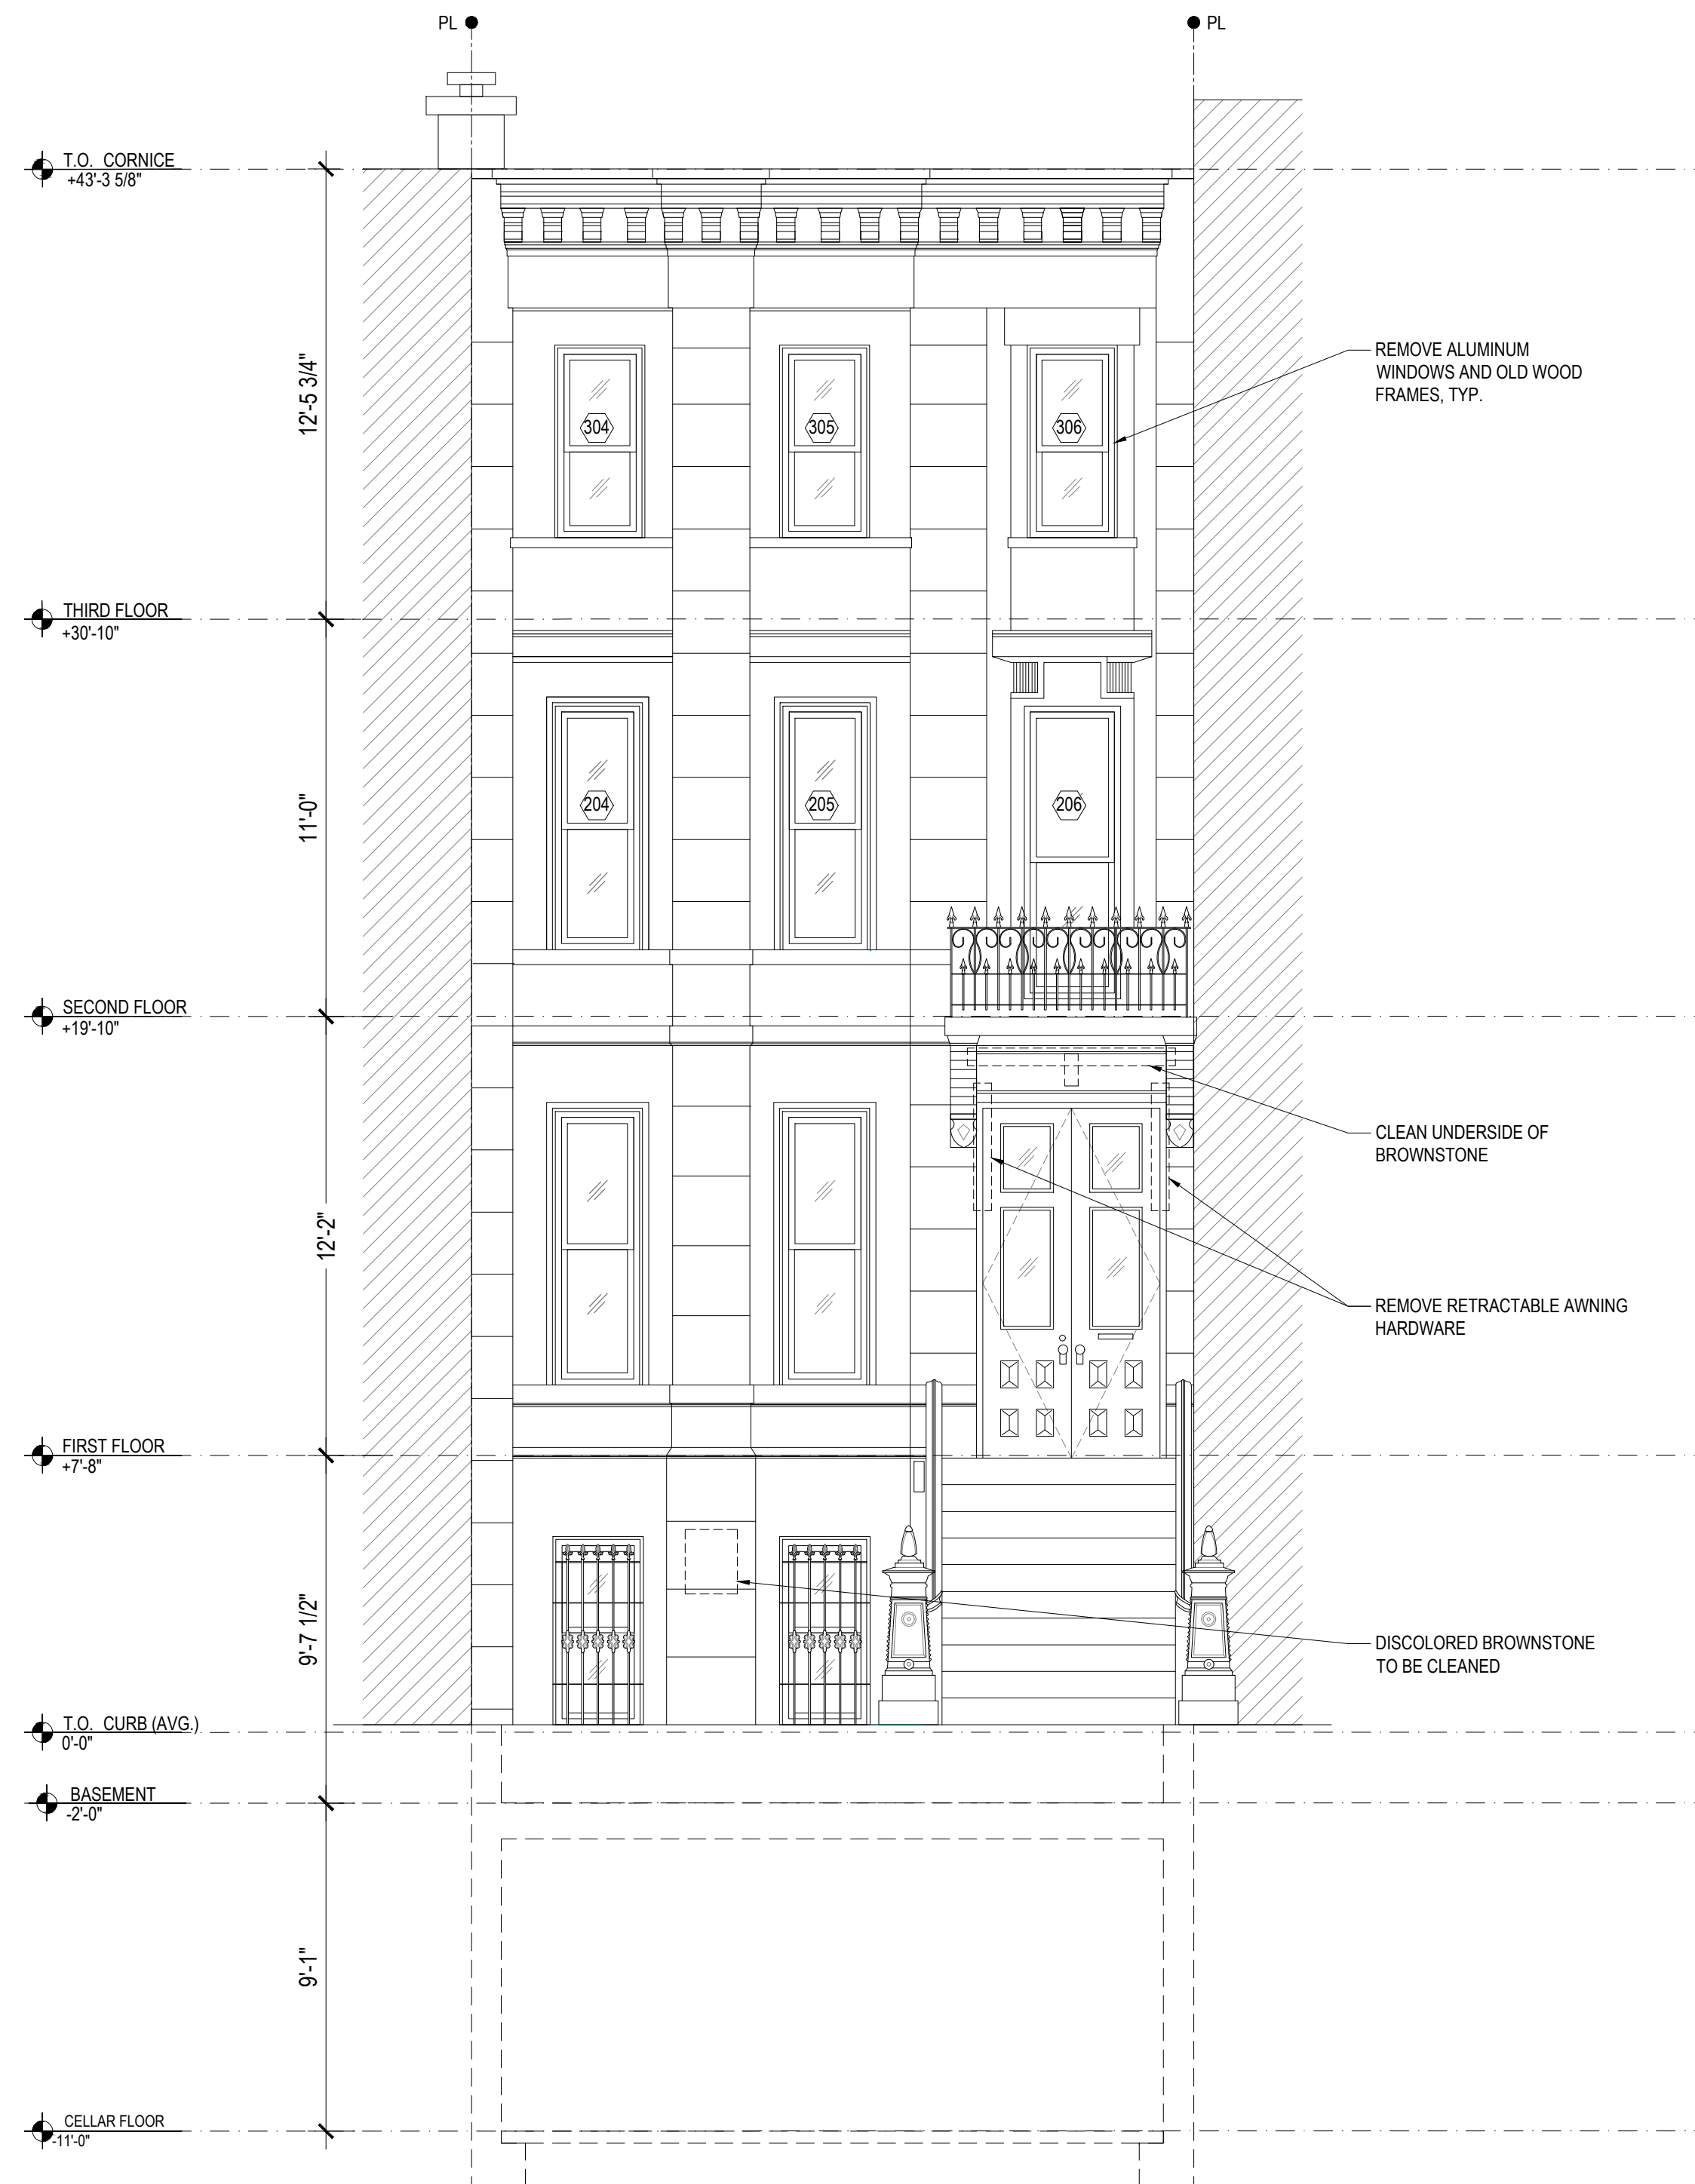 PL
PL
T.O. CORNICE
+43'-3 5/8"
12'-5 3/4"
REMOVE ALUMINUM
WINDOWS AND OLD WOOD
FRAMES, TYP.
304
305
306
THIRD FLOOR
+30'-10"
11'-0"
204
205
206
SECOND FLOOR
+19'-10"
CLEAN UNDERSIDE OF
BROWNSTONE
12'-2"
REMOVE RETRACTABLE AWNING
HARDWARE
FIRST FLOOR
+7'-8"
9'-7 1/2"
DISCOLORED BROWNSTONE
TO BE CLEANED
T.O. CURB (AVG.)
0'-0"
BASEMENT
-2'-0"
9'-1"
CELLAR FLOOR
-11'-0"